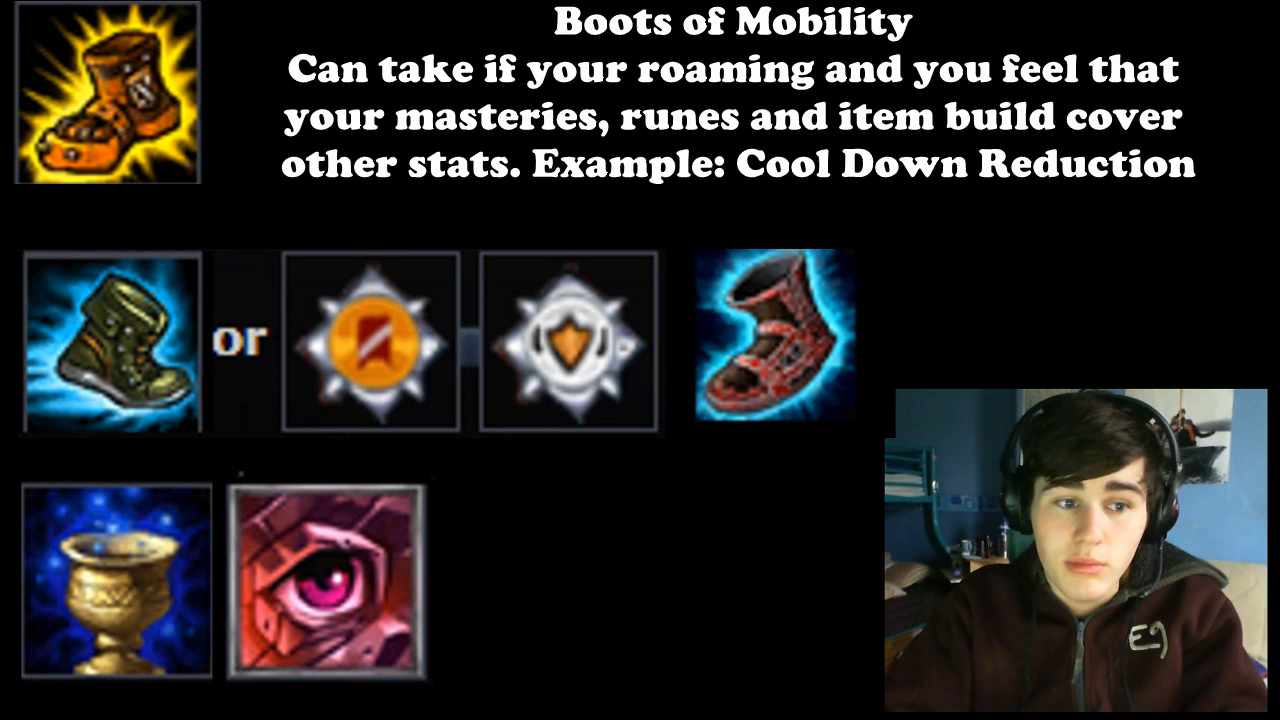 Boots of Mobility
Can take if your roaming and you feel that
your masteries, runes and item build cover
other stats. Example: Cool Down Reduction
or
E9